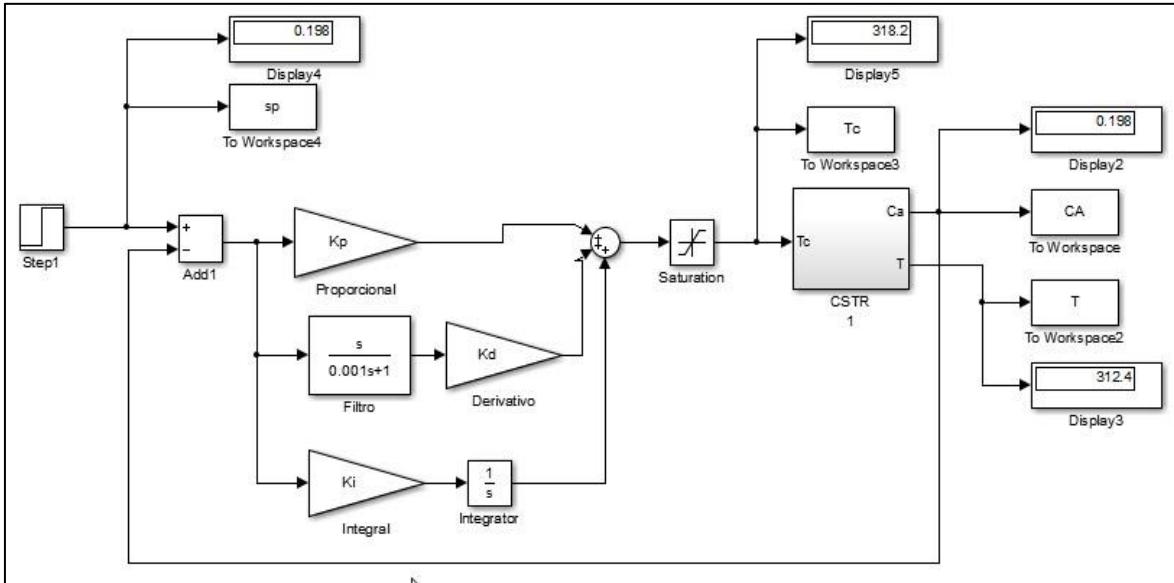 0.198
Display4
sp
To Workspace4
318.2
Display5
Tc
To Workspace3
0.198
Display2
CA
To Workspace
Step1
+
−
Add1
Kp
Proporcional
+
+
+
Saturation
Tc
Ca
T
CSTR
1
T
To Workspace2
312.4
Display3
s
0.001s+1
Filtro
Kd
Derivativo
Ki
Integral
1
s
Integrator